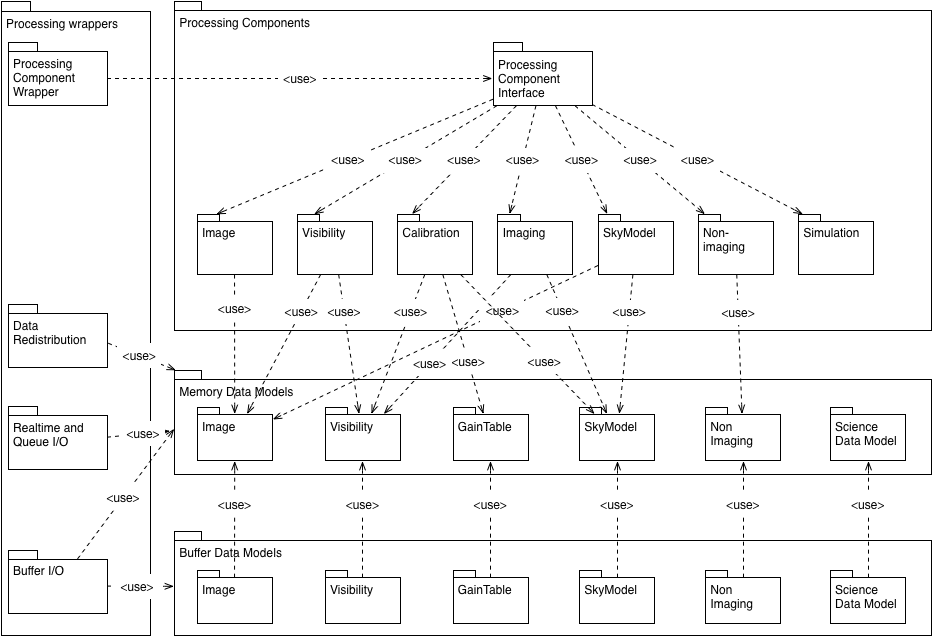 Processing wrappers
Processing Components
Processing
Component
Wrapper
<use>
Processing
Component
Interface
<use>
<use>
<use>
<use>
<use>
<use>
<use>
Image
Visibility
Calibration
Imaging
SkyModel
Non-
imaging
Simulation
<use>
<use>
<use>
<use>
<use>
<use>
<use>
<use>
Data
Redistribution
<use>
<use>
<use>
<use>
Memory Data Models
Realtime and
Queue I/O
<use>
Image
Visibility
GainTable
SkyModel
Non
Imaging
Science
Data Model
<use>
<use>
<use>
<use>
<use>
<use>
<use>
Buffer Data Models
Buffer I/O
<use>
Image
Visibility
GainTable
SkyModel
Non
Imaging
Science
Data Model